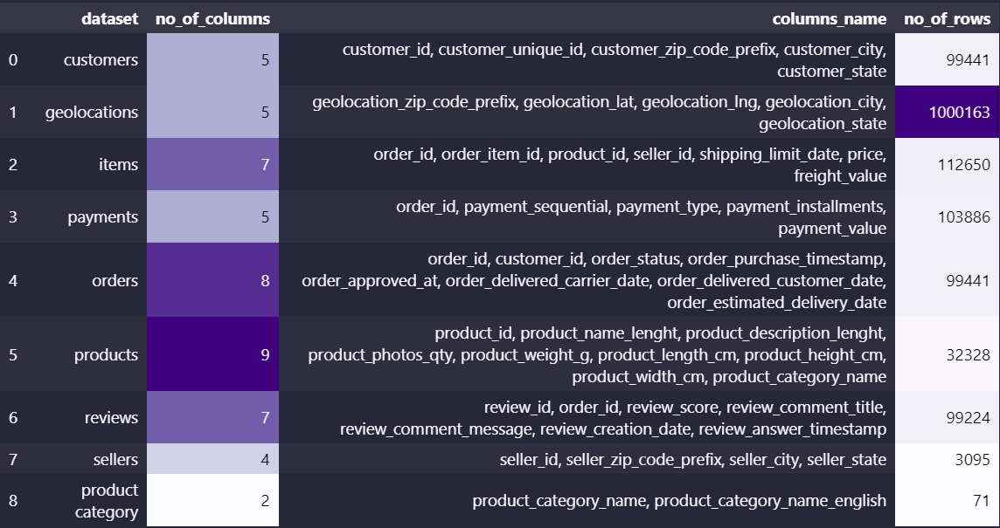 dataset no_of_columns columns_name no_of_rows
0 customers 5 customer_id, customer_unique_id, customer_zip_code_prefix, customer_city, 99441
customer_state
1 geolocations 5 geolocation_zip_code_prefix, geolocation_lat, geolocation_lng, geolocation_city, 1000163
geolocation_state
2 items 7 order_id, order_item_id, product_id, seller_id, shipping_limit_date, price, 112650
freight_value
3 payments 5 order_id, payment_sequential, payment_type, payment_installments, 103886
payment_value
order_id, customer_id, order_status, order_purchase_timestamp,
4 orders 8 order_approved_at, order_delivered_carrier_date, order_delivered_customer_date, 99441
order_estimated_delivery_date
product_id, product_name_lenght, product_description_lenght,
5 products 9 product_photos_qty, product_weight_g, product_length_cm, product_height_cm, 32328
product_width_cm, product_category_name
6 reviews 7 review_id, order_id, review_score, review_comment_title, 99224
review_comment_message, review_creation_date, review_answer_timestamp
7 sellers 4 seller_id, seller_zip_code_prefix, seller_city, seller_state 3095
8 product 2 product_category_name, product_category_name_english 71
category